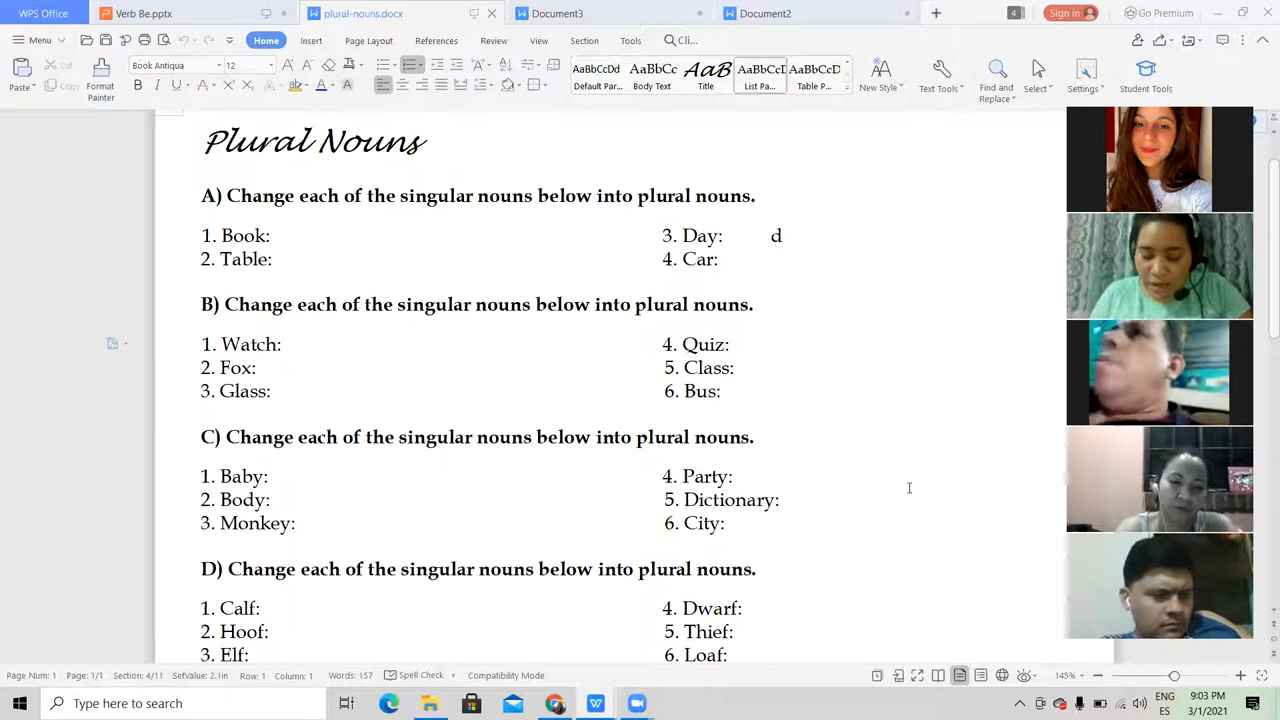 WPS Office Verb Be.pptx plural-nouns.docx Document3 Document2 + 4 Sign in Go Premium
Menu Home Insert Page Layout References Review View Section Tools Cli...
Paste Copy Format Painter Book Antiqua 12 AaBbCcDd Default Par... AaBbCc Body Text AaB Title AaBbCcD List Pa... AaBbCc Table P... New Style Text Tools Find and Replace Select Settings Student Tools
Plural Nouns
A) Change each of the singular nouns below into plural nouns.
1. Book: 3. Day: d
2. Table: 4. Car:
B) Change each of the singular nouns below into plural nouns.
1. Watch: 4. Quiz:
2. Fox: 5. Class:
3. Glass: 6. Bus:
C) Change each of the singular nouns below into plural nouns.
1. Baby: 4. Party:
2. Body: 5. Dictionary:
3. Monkey: 6. City:
D) Change each of the singular nouns below into plural nouns.
1. Calf: 4. Dwarf:
2. Hoof: 5. Thief:
3. Elf: 6. Loaf:
Page Num: 1 Page: 1/1 Section: 4/11 SetValue: 2.7in Row: 1 Column: 1 Words: 157 Spell Check Compatibility Mode 145%
Type here to search ENG 9:03 PM
ES 3/1/2021